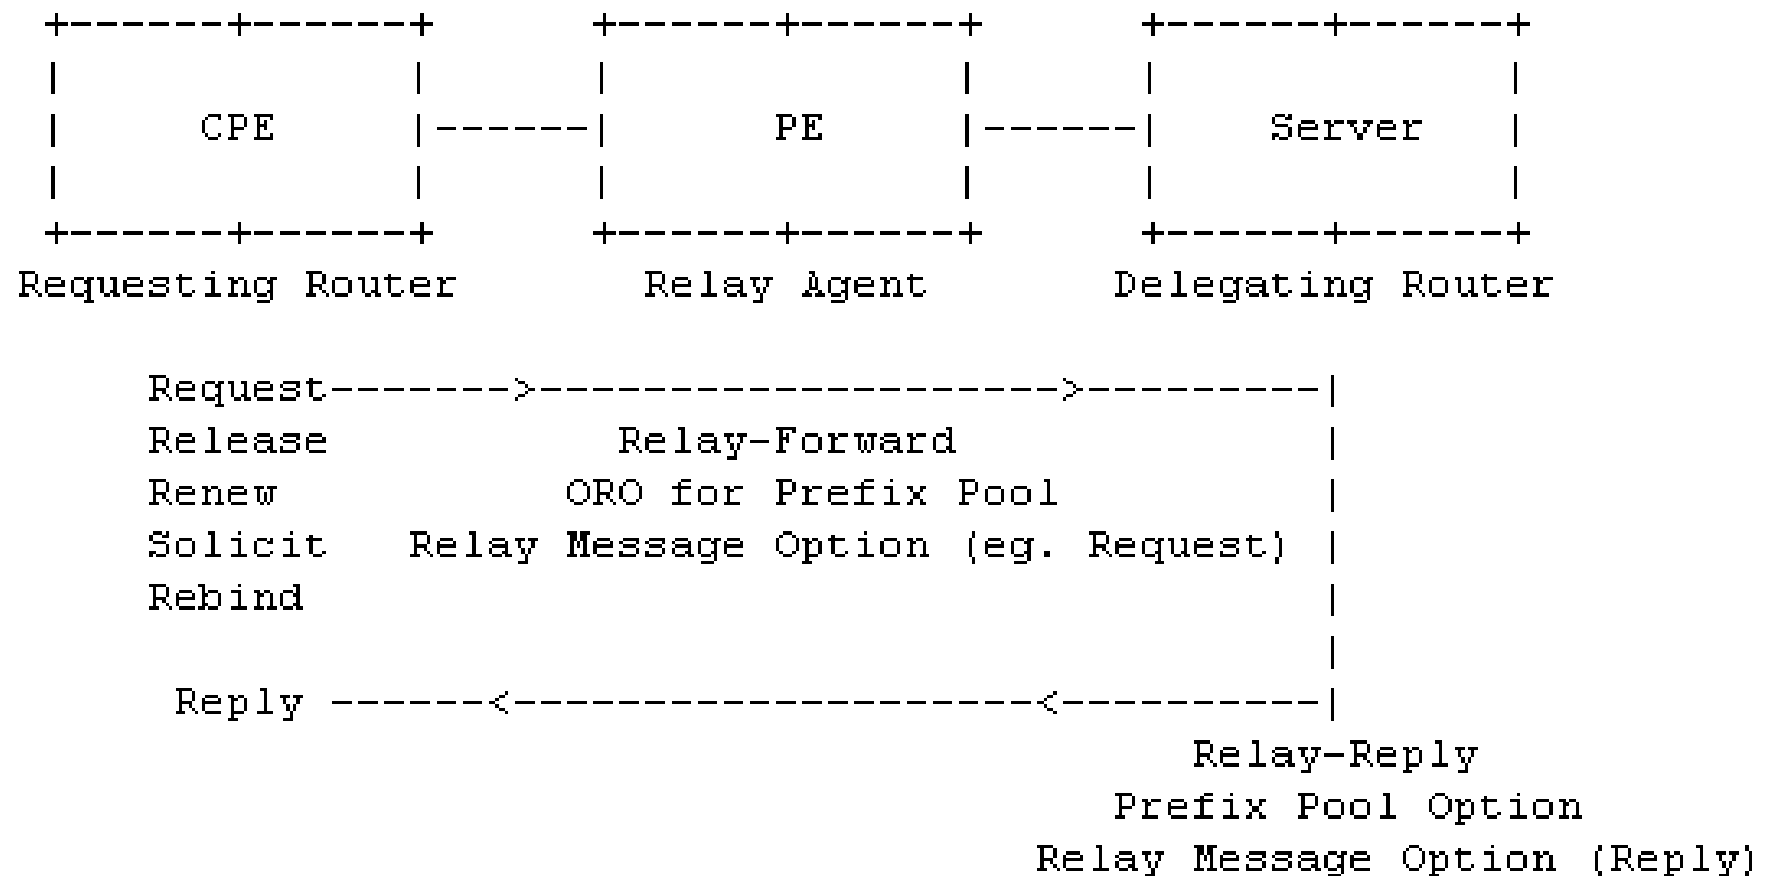 CPE PE Server
Requesting Router Relay Agent Delegating Router
Request
Release Relay-Forward
Renew ORO for Prefix Pool
Solicit Relay Message Option (eg. Request)
Rebind
Reply
Relay-Reply
Prefix Pool Option
Relay Message Option (Reply)